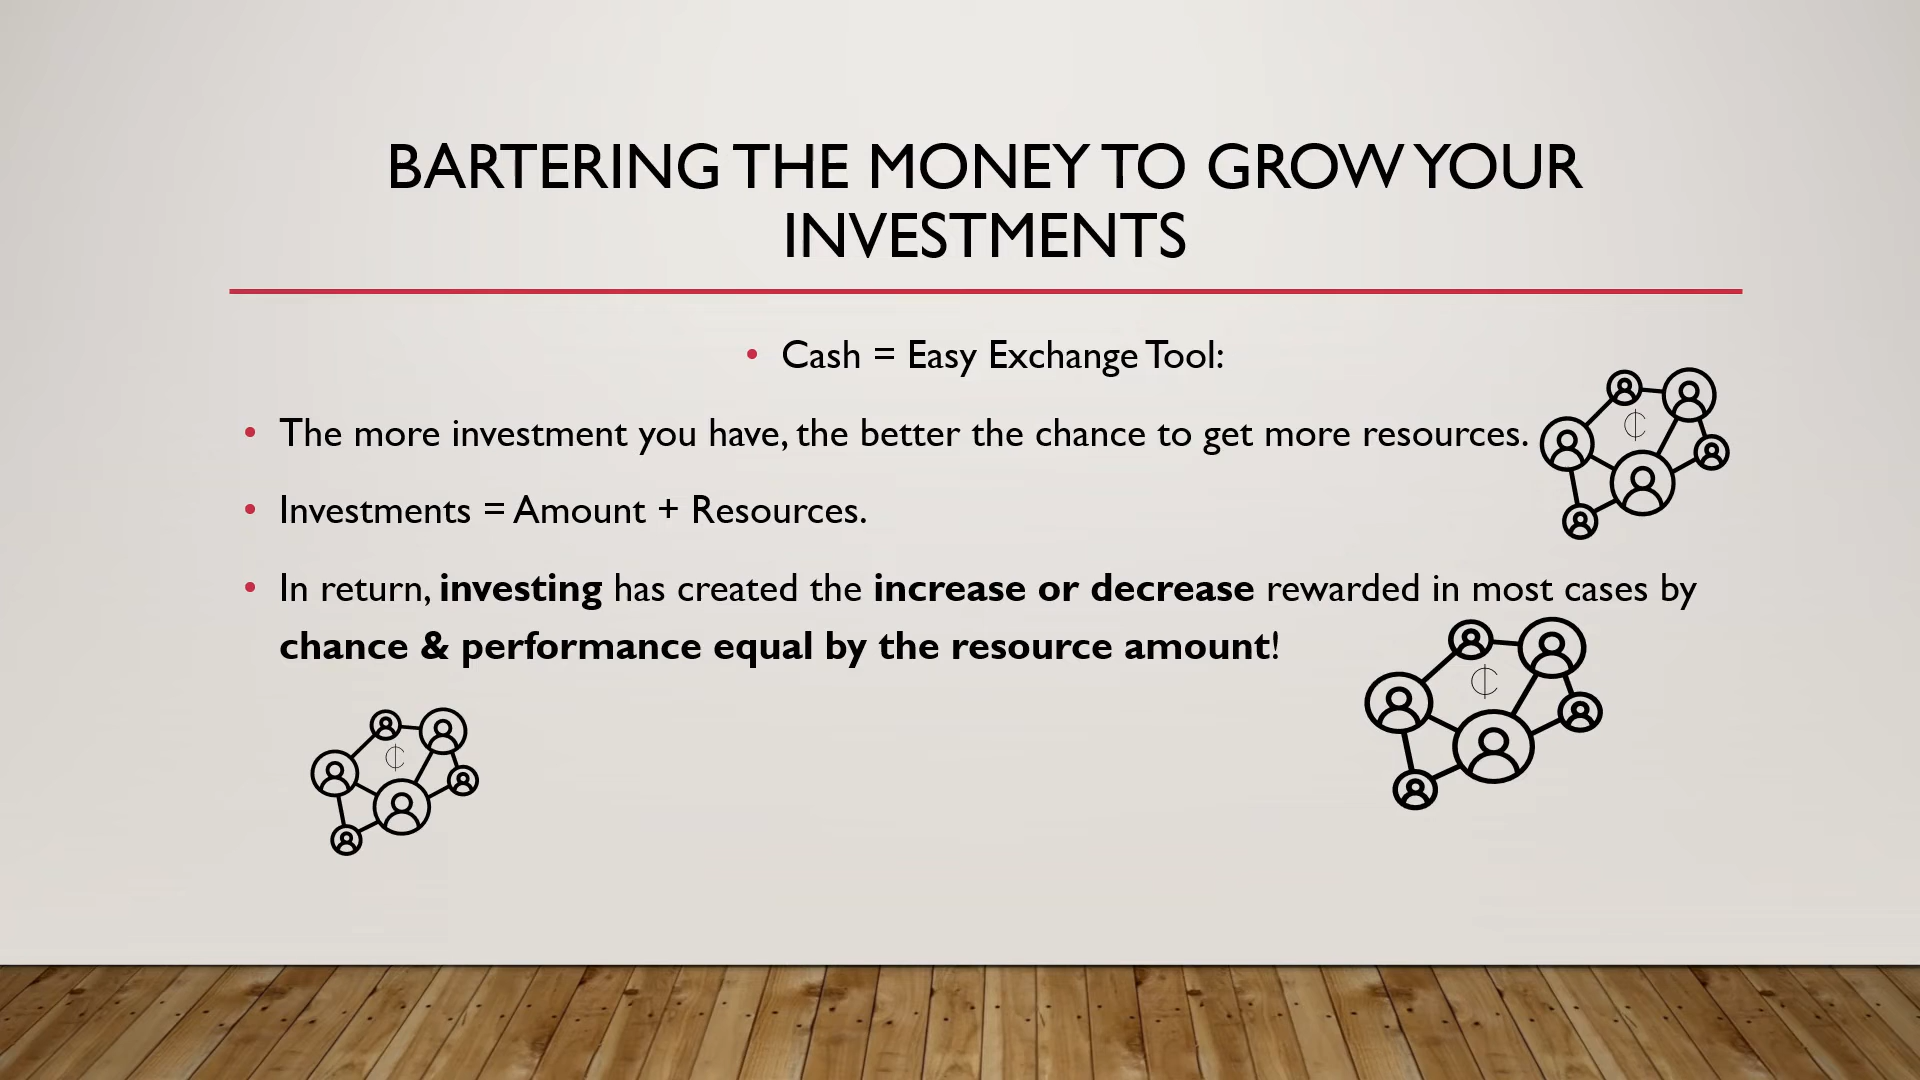 BARTERING THE MONEY TO GROW YOUR
INVESTMENTS
• Cash = Easy Exchange Tool:
• The more investment you have, the better the chance to get more resources.
• Investments = Amount + Resources.
• In return, investing has created the increase or decrease rewarded in most cases by
chance & performance equal by the resource amount!
₵
₵
₵